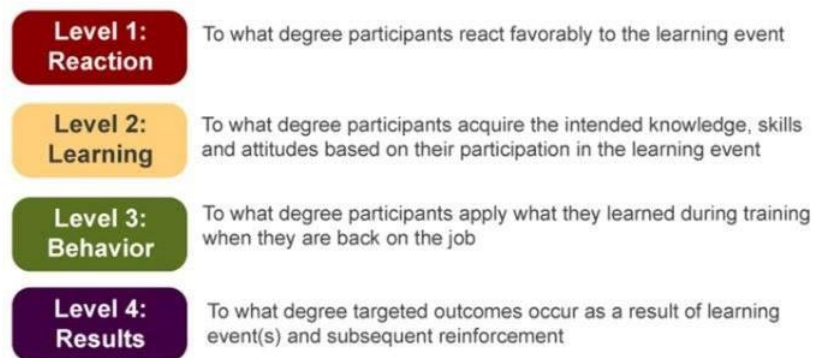 Level 1:
Reaction
To what degree participants react favorably to the learning event
Level 2:
Learning
To what degree participants acquire the intended knowledge, skills
and attitudes based on their participation in the learning event
Level 3:
Behavior
To what degree participants apply what they learned during training
when they are back on the job
Level 4:
Results
To what degree targeted outcomes occur as a result of learning
event(s) and subsequent reinforcement